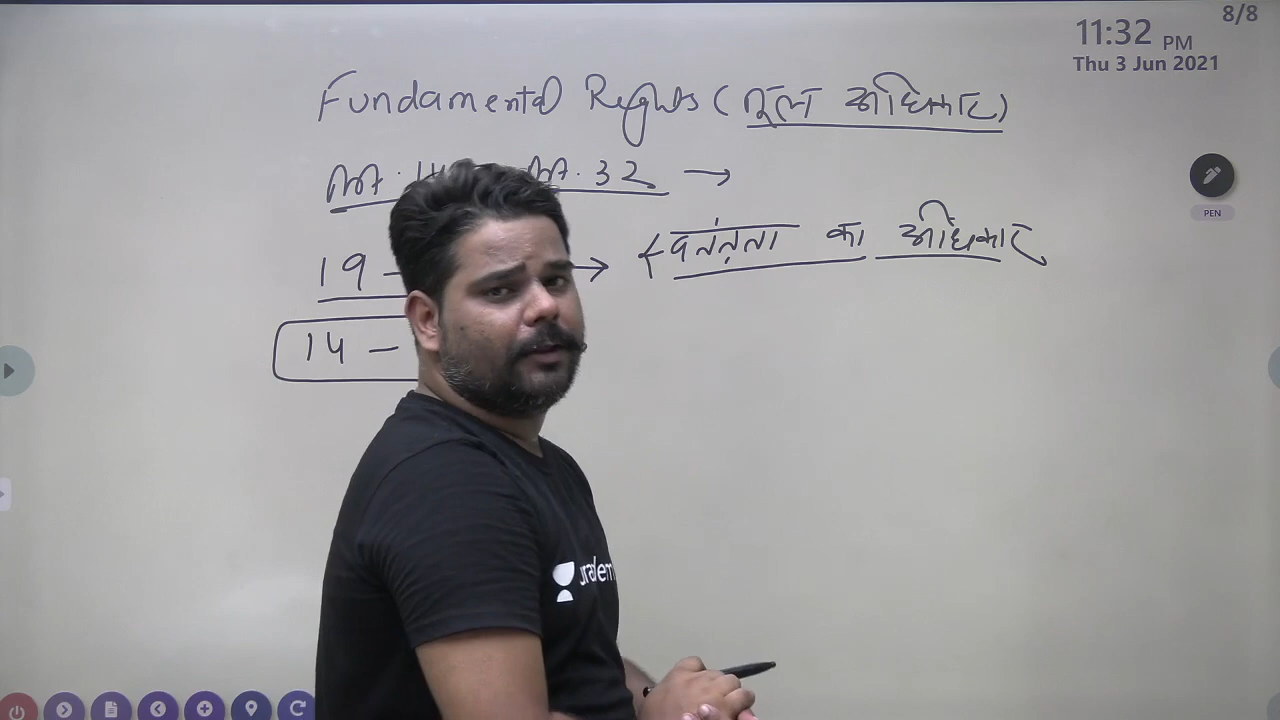 8/8
11:32 PM
Thu 3 Jun 2021
Fundamental Rights (मूल अधिकार)
Art. 32 →
PEN
19 - → स्वतंत्रता का अधिकार
14 -